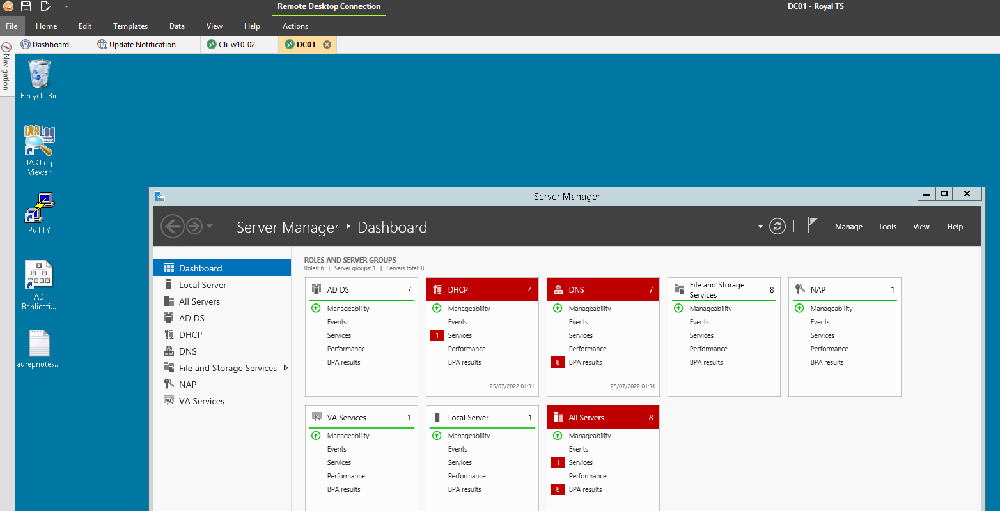 Remote Desktop Connection
DC01 - Royal TS
File Home Edit Templates Data View Help Actions
Dashboard Update Notification Cli-w10-02 DC01
Navigation
Recycle Bin
IASLog
Viewer
IAS Log
Viewer
PuTTY
AD
Replicati...
adrepnotes....
Server Manager
Server Manager Dashboard
Manage Tools View Help
Dashboard
Local Server
All Servers
AD DS
DHCP
DNS
File and Storage Services
NAP
VA Services
ROLES AND SERVER GROUPS
Roles: 6 | Server groups: 1 | Servers total: 8
AD DS 7
Manageability
Events
Services
Performance
BPA results
DHCP 4
Manageability
Events
1 Services
Performance
BPA results
25/07/2022 01:31
DNS 7
Manageability
Events
Services
Performance
8 BPA results
25/07/2022 01:31
File and Storage
Services 8
Manageability
Events
Services
Performance
BPA results
NAP 1
Manageability
Events
Services
Performance
BPA results
VA Services 1
Manageability
Events
Services
Performance
BPA results
Local Server 1
Manageability
Events
Services
Performance
BPA results
All Servers 8
Manageability
Events
1 Services
Performance
8 BPA results